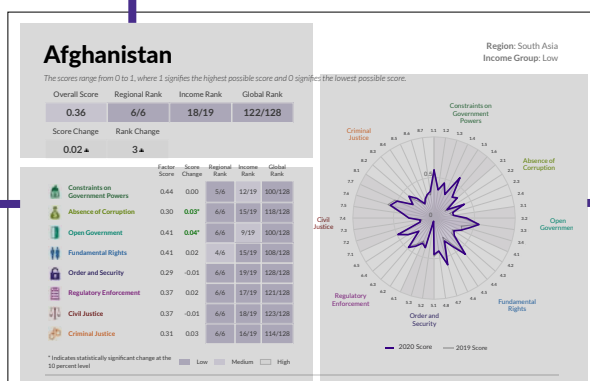 Afghanistan
Region: South Asia
Income Group: Low
The scores range from 0 to 1, where 1 signifies the highest possible score and 0 signifies the lowest possible score.
Overall Score Regional Rank Income Rank Global Rank
0.36 6/6 18/19 122/128
Score Change Rank Change
0.02 ▲ 3 ▲
Factor Score Score Change Regional Rank Income Rank Global Rank
Constraints on Government Powers 0.44 0.00 5/6 12/19 100/128
Absence of Corruption 0.30 0.03* 6/6 15/19 118/128
Open Government 0.41 0.04* 6/6 9/19 100/128
Fundamental Rights 0.41 0.02 4/6 15/19 108/128
Order and Security 0.29 -0.01 6/6 19/19 128/128
Regulatory Enforcement 0.37 0.02 6/6 17/19 121/128
Civil Justice 0.37 -0.01 6/6 18/19 123/128
Criminal Justice 0.31 0.03 6/6 16/19 114/128
* Indicates statistically significant change at the
10 percent level
Low Medium High
Constraints on
Government
Powers
Absence of
Corruption
Open
Governmen
Fundamental
Rights
Order and
Security
Regulatory
Enforcement
Civil
Justice
Criminal
Justice
0.5
0
2020 Score 2019 Score